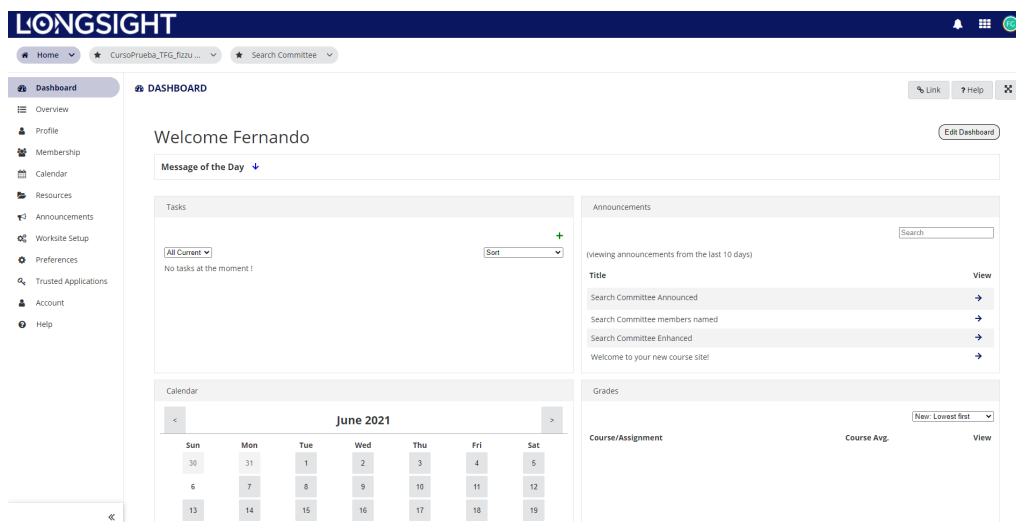 LONGSIGHT
FG
Home
CursoPrueba_TFG_fizzu ...
Search Committee
Dashboard
Overview
Profile
Membership
Calendar
Resources
Announcements
Worksite Setup
Preferences
Trusted Applications
Account
Help
DASHBOARD
Link
? Help
Welcome Fernando
Edit Dashboard
Message of the Day
Tasks
+
All Current
Sort
No tasks at the moment !
Announcements
Search
(viewing announcements from the last 10 days)
Title View
Search Committee Announced
Search Committee members named
Search Committee Enhanced
Welcome to your new course site!
Calendar
< June 2021 >
Sun Mon Tue Wed Thu Fri Sat
30 31 1 2 3 4 5
6 7 8 9 10 11 12
13 14 15 16 17 18 19
Grades
New: Lowest first
Course/Assignment Course Avg. View
«